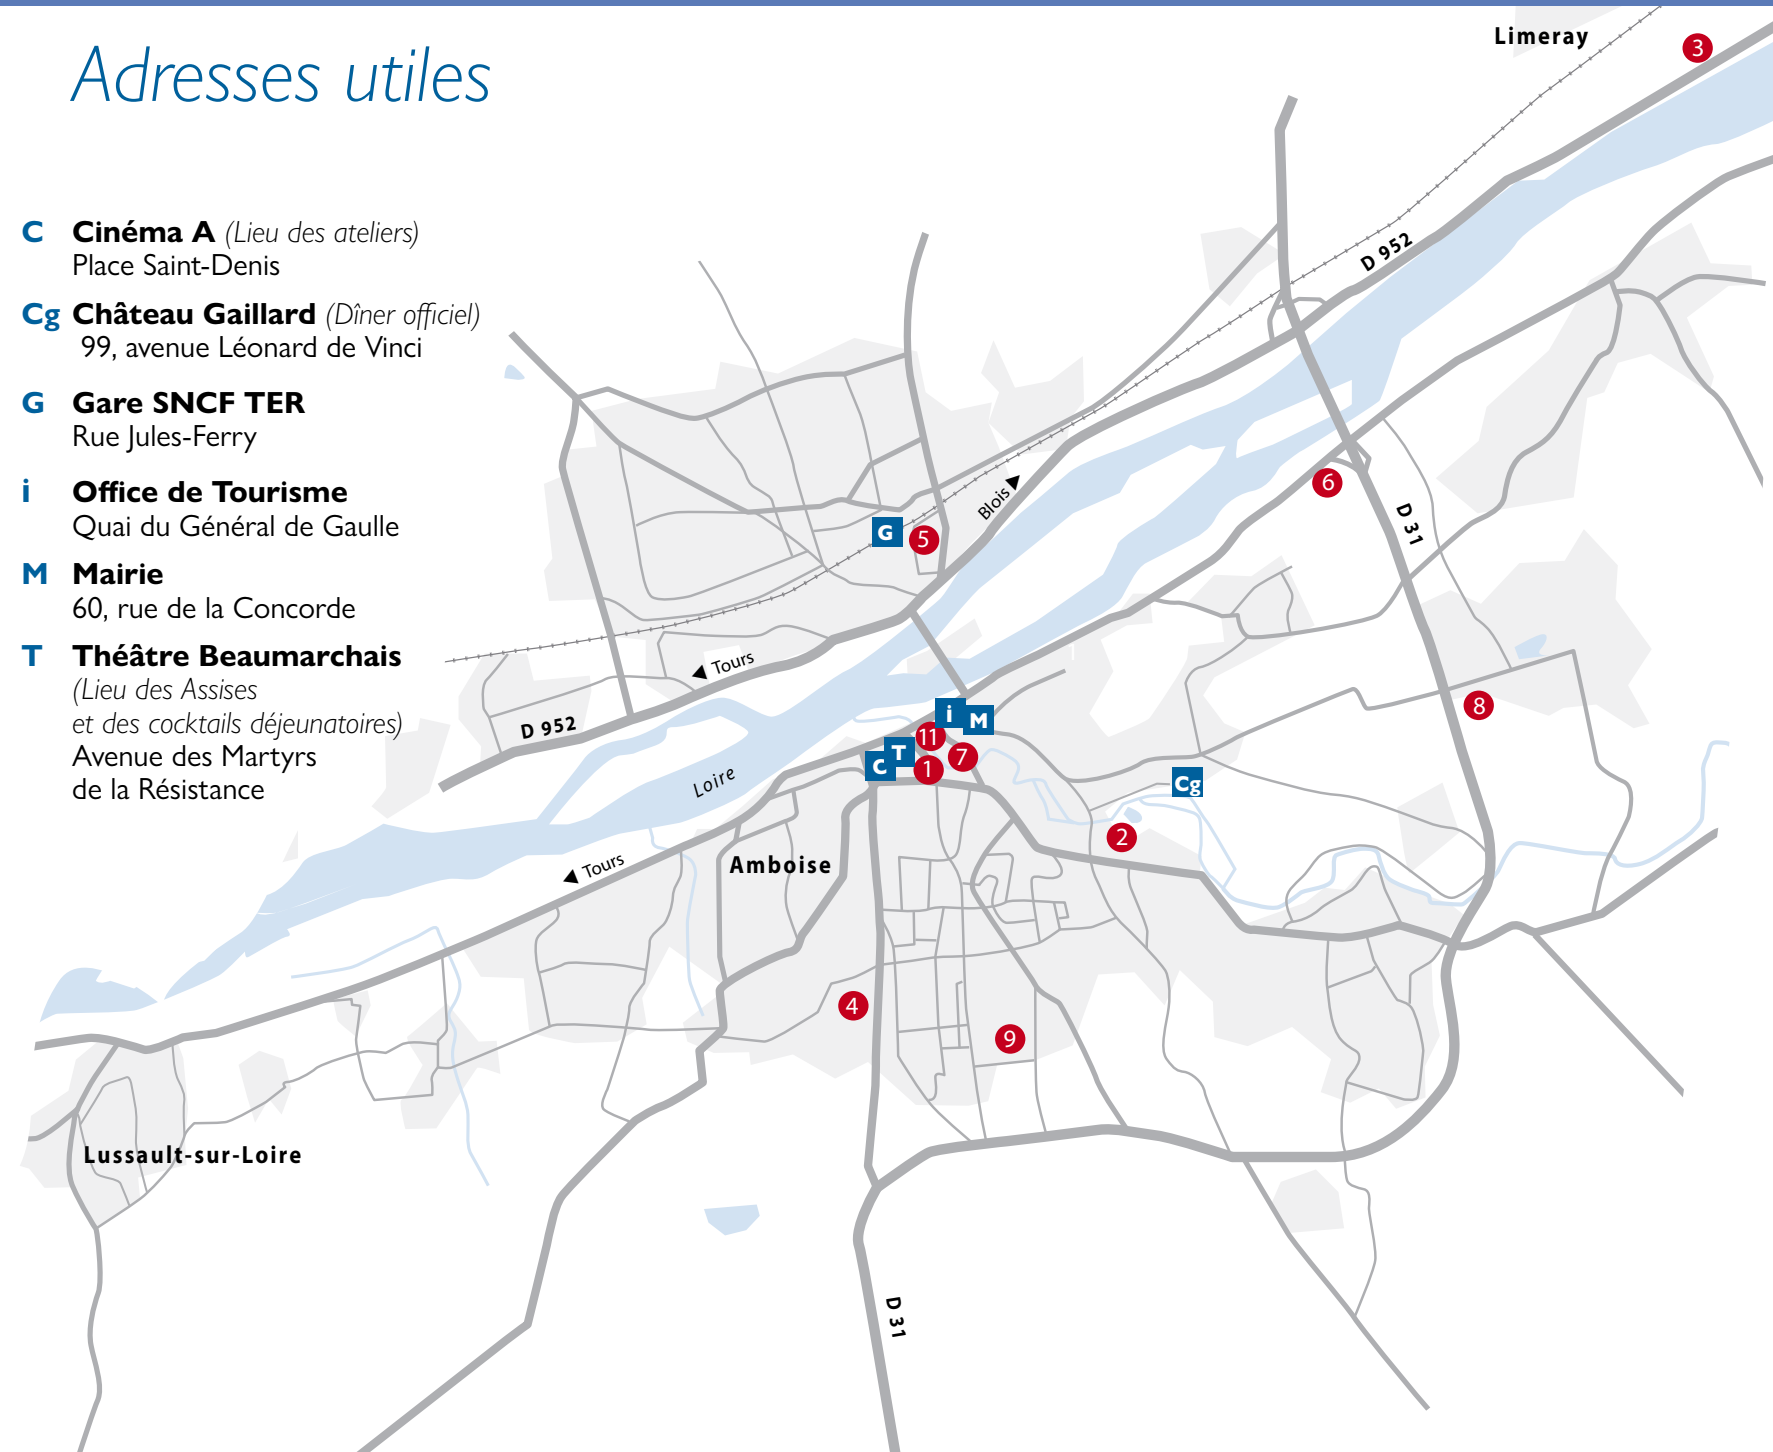 Adresses utiles
C Cinéma A (Lieu des ateliers)
Place Saint-Denis
Cg Château Gaillard (Dîner officiel)
99, avenue Léonard de Vinci
G Gare SNCF TER
Rue Jules-Ferry
i Office de Tourisme
Quai du Général de Gaulle
M Mairie
60, rue de la Concorde
T Théâtre Beaumarchais
(Lieu des Assises
et des cocktails déjeunatoires)
Avenue des Martyrs
de la Résistance
Limeray
3
D 952
6
D 31
Blois
G
5
Tours
D 952
8
i
M
11
T
7
C
1
Cg
Loire
2
Tours
Amboise
4
9
Lussault-sur-Loire
D 31